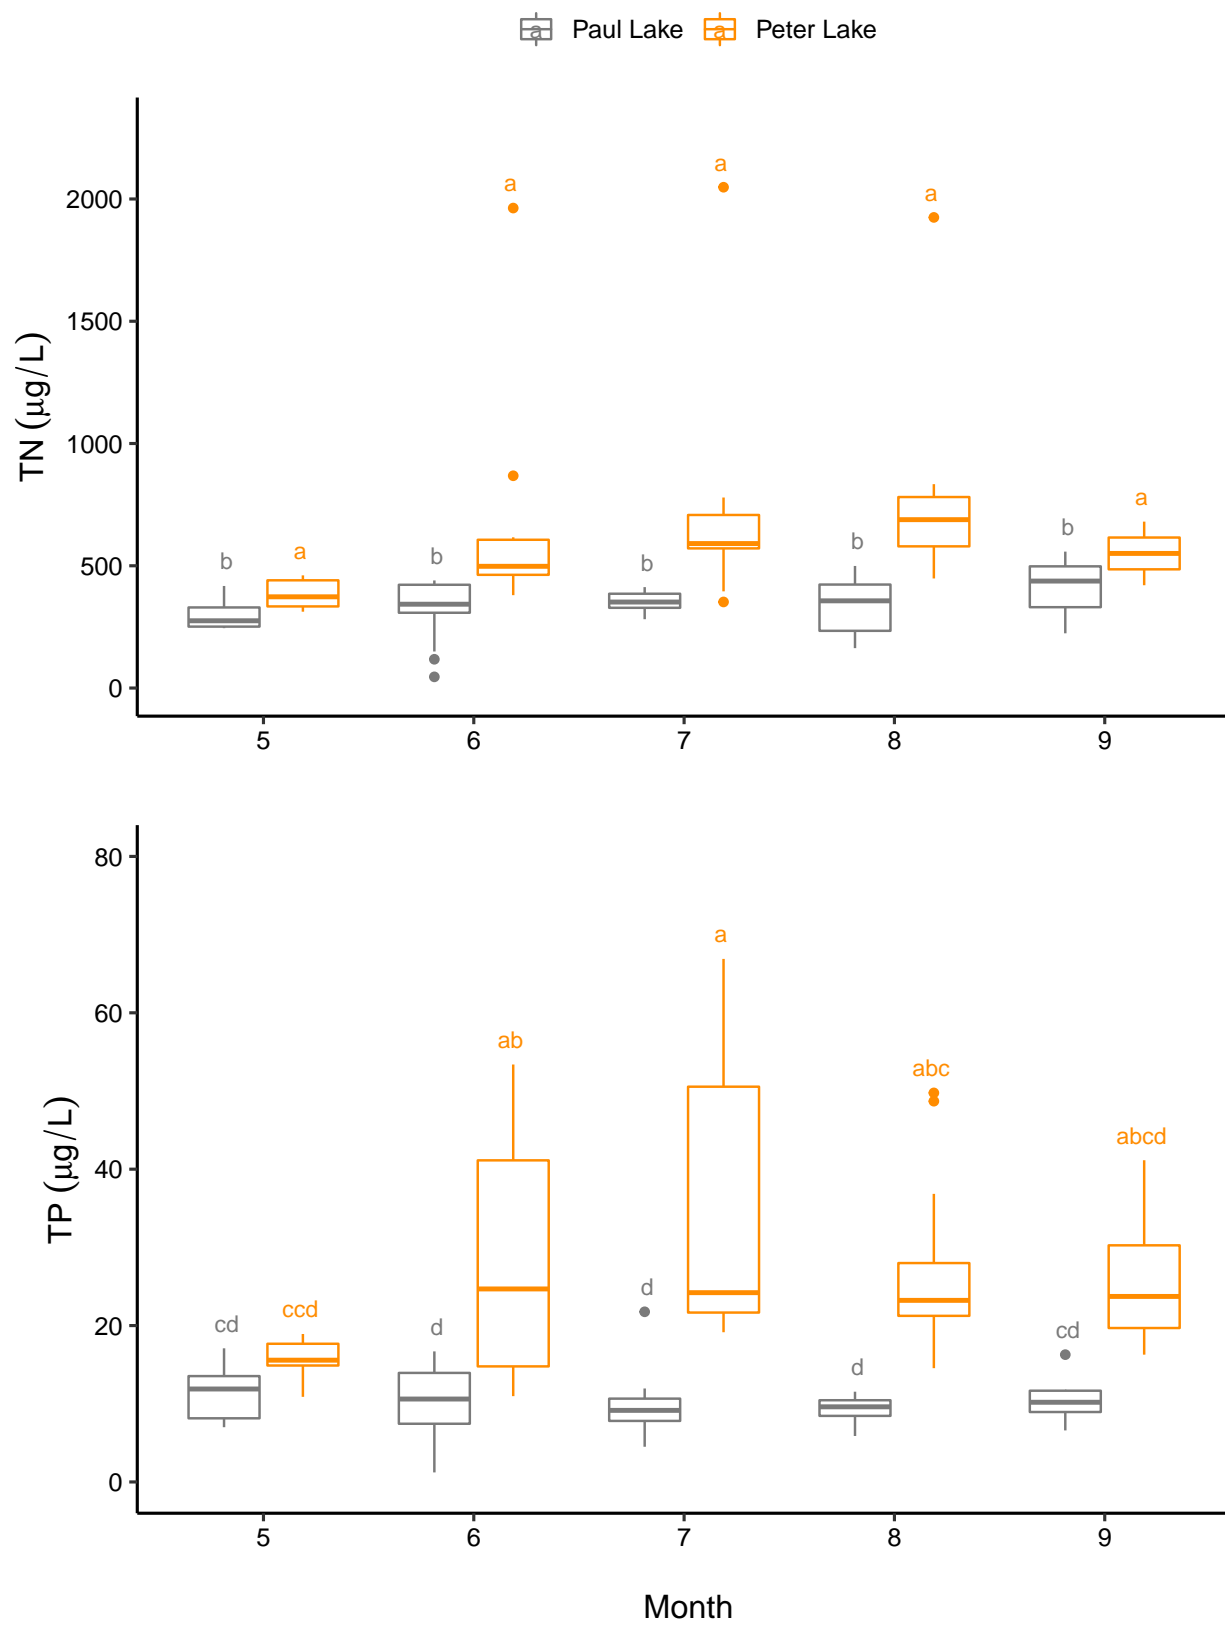 a Paul Lake a Peter Lake
TN (μg/L)
2000
1500
1000
500
0
a
a
a
b
a
b
b
b
b
a
5 6 7 8 9
TP (μg/L)
80
60
40
20
0
cd
ccd
d
ab
d
a
d
abc
cd
abcd
5 6 7 8 9
Month